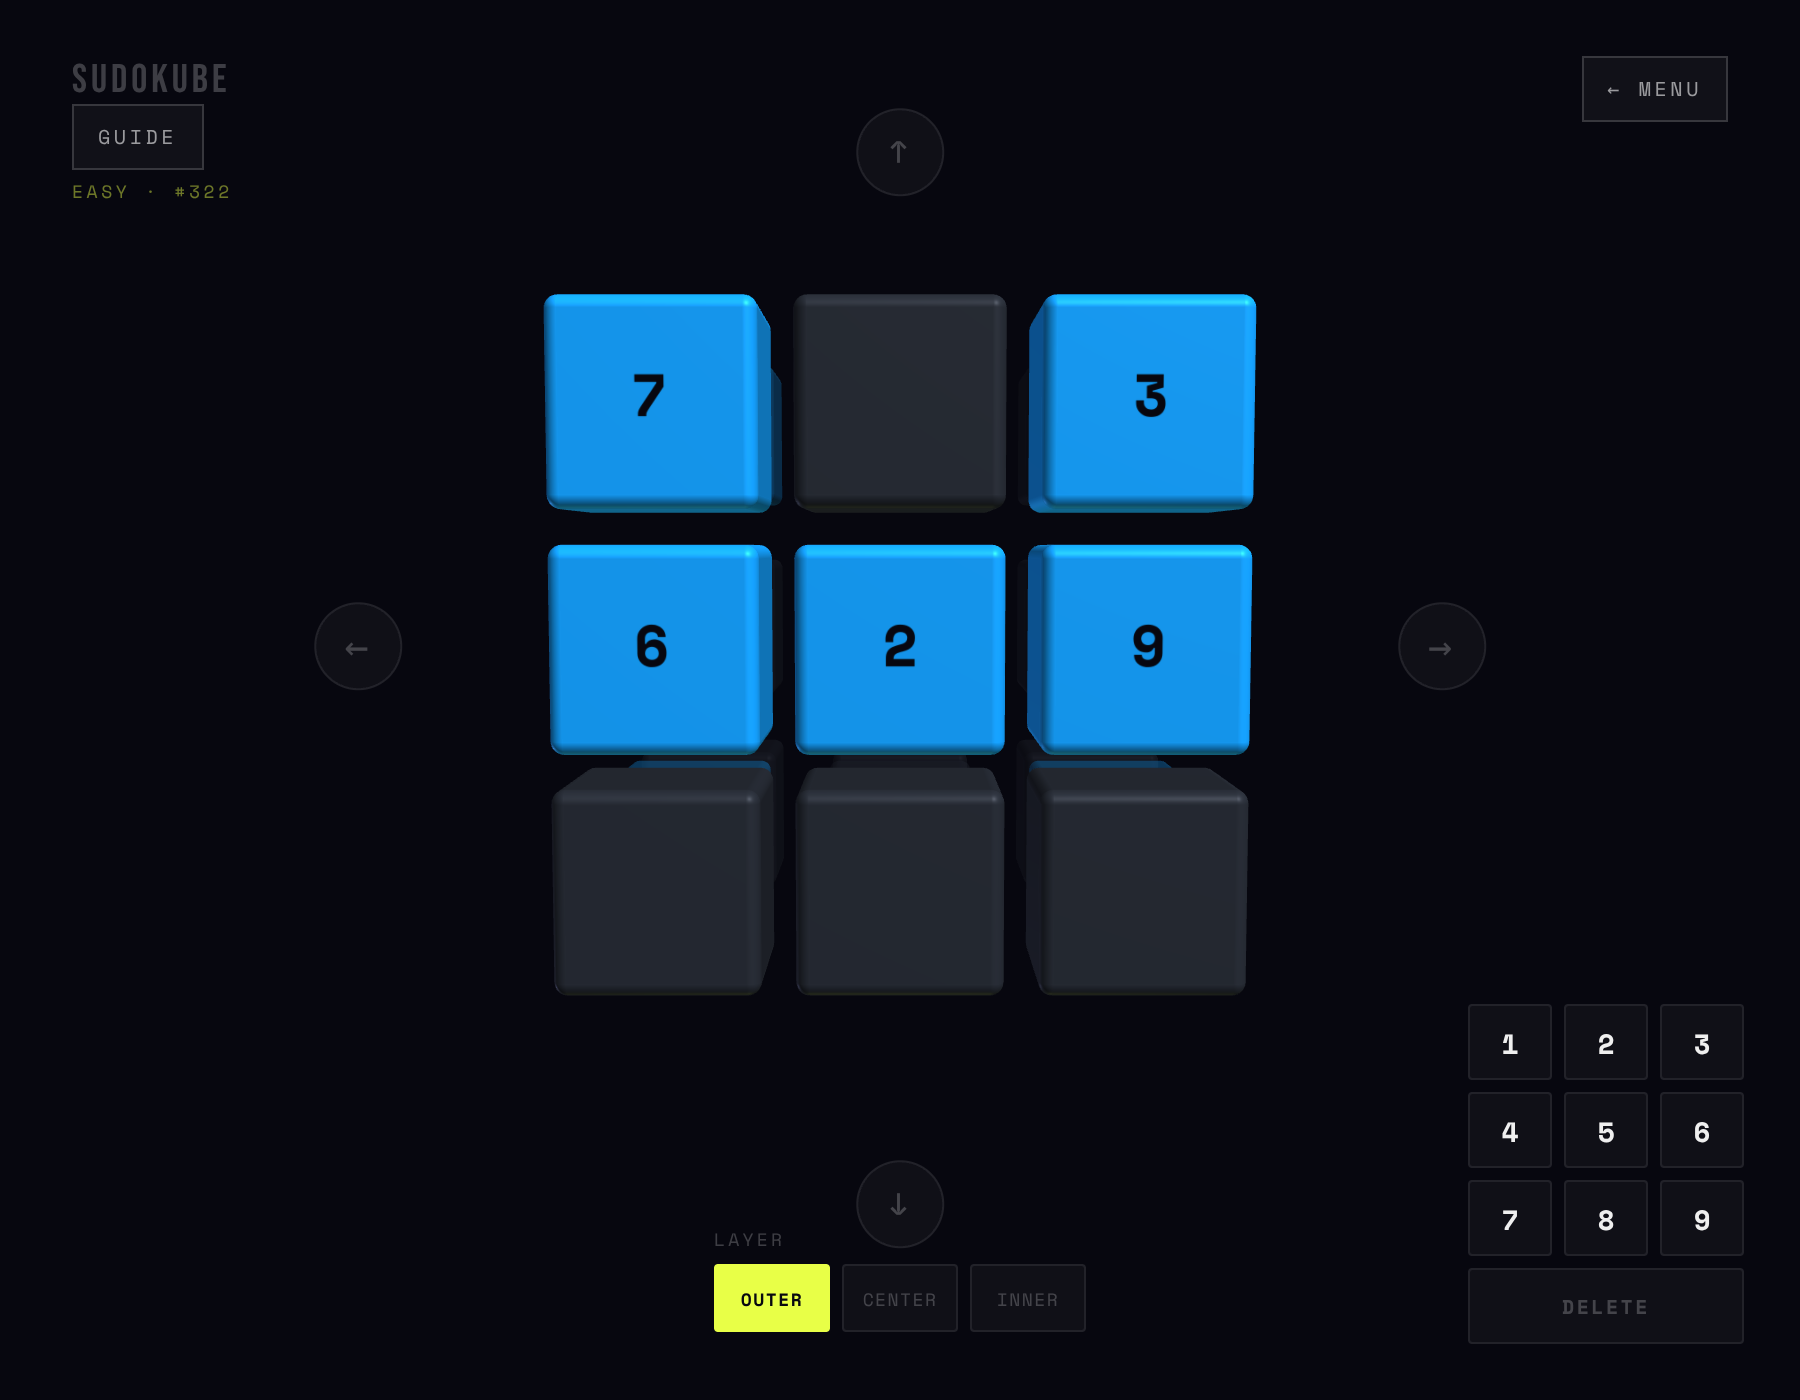 SUDOKUBE
GUIDE
EASY · #322
← MENU
↑
7 3
← 6 2 9 →
↓
LAYER
OUTER CENTER INNER
1 2 3
4 5 6
7 8 9
DELETE